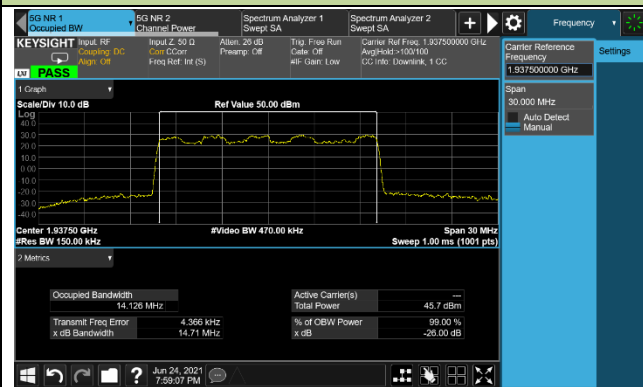 5G NR 1
Occupied BW
5G NR 2
Channel Power
Spectrum Analyzer 1
Swept SA
Spectrum Analyzer 2
Swept SA
Frequency
KEYSIGHT
Input: RF
Coupling: DC
Align: Off
Input Z: 50 Ω
Corr CCorr
Freq Ref: Int (S)
Atten: 26 dB
Preamp: Off
Trig: Free Run
Gate: Off
#IF Gain: Low
Carrier Ref Freq: 1.937500000 GHz
Avg|Hold:>100/100
CC Info: Downlink, 1 CC
LXI
PASS
Carrier Reference
Frequency
1.937500000 GHz
Settings
Span
30.000 MHz
Auto Detect
Manual
1 Graph
Scale/Div 10.0 dB
Ref Value 50.00 dBm
Log
40.0
30.0
20.0
10.0
0.00
-10.0
-20.0
-30.0
-40.0
Center 1.93750 GHz
#Res BW 150.00 kHz
#Video BW 470.00 kHz
Span 30 MHz
Sweep 1.00 ms (1001 pts)
2 Metrics
Occupied Bandwidth
14.126 MHz
Transmit Freq Error
4.366 kHz
x dB Bandwidth
14.71 MHz
Active Carrier(s)
---
Total Power
45.7 dBm
% of OBW Power
99.00 %
x dB
-26.00 dB
Jun 24, 2021
7:59:07 PM